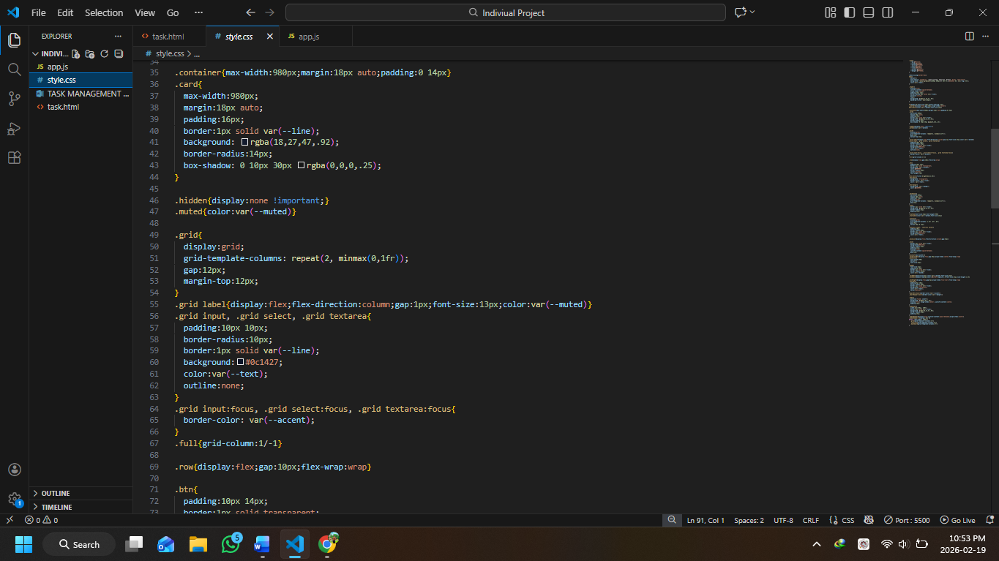 File Edit Selection View Go ··· Indiviual Project
EXPLORER ···
INDIVI...
JS app.js
# style.css
TASK MANAGEMENT ...
<> task.html
OUTLINE
TIMELINE
<> task.html # style.css JS app.js
# style.css > ...
34
35 .container{max-width:980px;margin:18px auto;padding:0 14px}
36 .card{
37 max-width:980px;
38 margin:18px auto;
39 padding:16px;
40 border:1px solid var(--line);
41 background: rgba(18,27,47,.92);
42 border-radius:14px;
43 box-shadow: 0 10px 30px rgba(0,0,0,.25);
44 }
45
46 .hidden{display:none !important;}
47 .muted{color:var(--muted)}
48
49 .grid{
50 display:grid;
51 grid-template-columns: repeat(2, minmax(0,1fr));
52 gap:12px;
53 margin-top:12px;
54 }
55 .grid label{display:flex;flex-direction:column;gap:1px;font-size:13px;color:var(--muted)}
56 .grid input, .grid select, .grid textarea{
57 padding:10px 10px;
58 border-radius:10px;
59 border:1px solid var(--line);
60 background:#0c1427;
61 color:var(--text);
62 outline:none;
63 }
64 .grid input:focus, .grid select:focus, .grid textarea:focus{
65 border-color: var(--accent);
66 }
67 .full{grid-column:1/-1}
68
69 .row{display:flex;gap:10px;flex-wrap:wrap}
70
71 .btn{
72 padding:10px 14px;
73 border:1px solid transparent;
1
0 0 Ln 91, Col 1 Spaces: 2 UTF-8 CRLF {} CSS Port : 5500 Go Live
Search 5 10:53 PM
2026-02-19